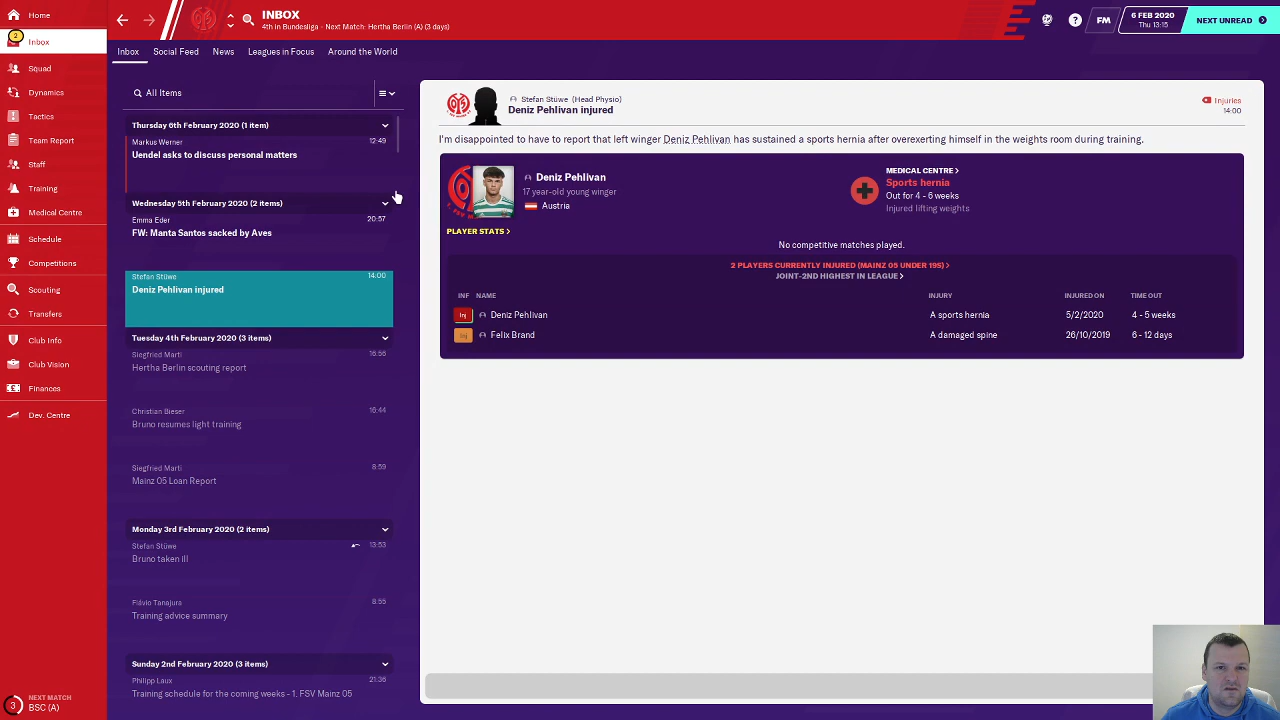 Home
2
Inbox
Squad
Dynamics
Tactics
Team Report
Staff
Training
Medical Centre
Schedule
Competitions
Scouting
Transfers
Club Info
Club Vision
Finances
Dev. Centre
3
NEXT MATCH
BSC (A)
INBOX
4th in Bundesliga - Next Match: Hertha Berlin (A) (3 days)
?
FM
6 FEB 2020
Thu 13:15
NEXT UNREAD
Inbox
Social Feed
News
Leagues in Focus
Around the World
All Items
Thursday 6th February 2020 (1 item)
Markus Werner
12:49
Uendel asks to discuss personal matters
Wednesday 5th February 2020 (2 items)
Emma Eder
20:57
FW: Manta Santos sacked by Aves
Stefan Stüwe
14:00
Deniz Pehlivan injured
Tuesday 4th February 2020 (3 items)
Siegfried Marti
16:56
Hertha Berlin scouting report
Christian Bieser
16:44
Bruno resumes light training
Siegfried Marti
8:59
Mainz 05 Loan Report
Monday 3rd February 2020 (2 items)
Stefan Stüwe
13:53
Bruno taken ill
Flávio Tanajura
8:55
Training advice summary
Sunday 2nd February 2020 (3 items)
Philipp Laux
21:36
Training schedule for the coming weeks - 1. FSV Mainz 05
Stefan Stüwe (Head Physio)
Deniz Pehlivan injured
Injuries
14:00
I'm disappointed to have to report that left winger Deniz Pehlivan has sustained a sports hernia after overexerting himself in the weights room during training.
Deniz Pehlivan
17 year-old young winger
Austria
MEDICAL CENTRE
Sports hernia
Out for 4 - 6 weeks
Injured lifting weights
PLAYER STATS
No competitive matches played.
2 PLAYERS CURRENTLY INJURED (MAINZ 05 UNDER 19S)
JOINT-2ND HIGHEST IN LEAGUE
INF NAME INJURY INJURED ON TIME OUT
Inj Deniz Pehlivan A sports hernia 5/2/2020 4 - 5 weeks
Inj Felix Brand A damaged spine 26/10/2019 6 - 12 days